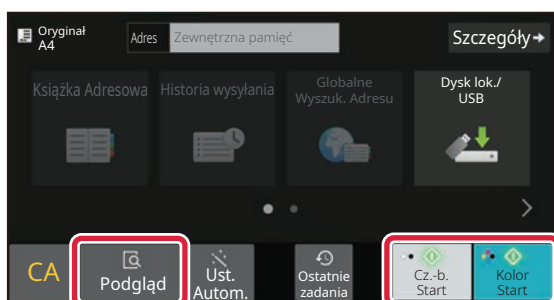 Oryginał
A4
Adres
Zewnętrzna pamięć
Szczegóły
Książka Adresowa
Historia wysyłania
Globalne
Wyszuk. Adresu
Dysk lok./
USB
CA
Podgląd
Ust.
Autom.
Ostatnie
zadania
Cz.-b.
Start
Kolor
Start